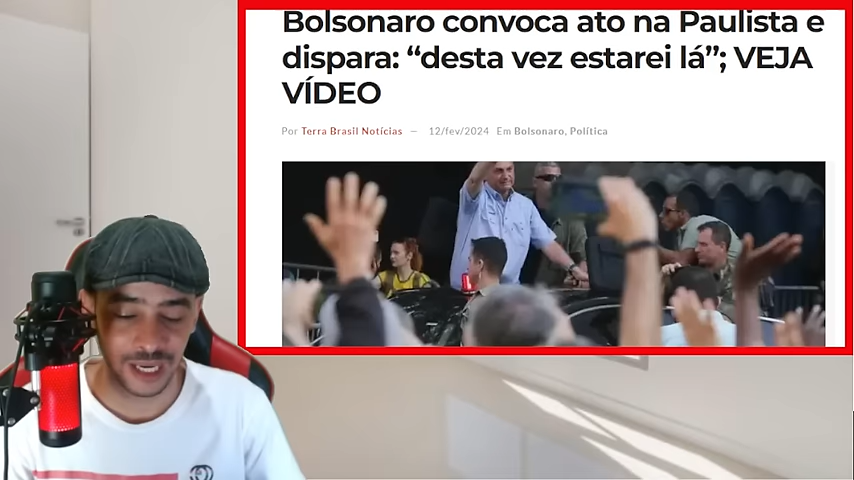 Bolsonaro convoca ato na Paulista e
dispara: “desta vez estarei lá”; VEJA
VÍDEO
Por Terra Brasil Notícias — 12/fev/2024 Em Bolsonaro, Política